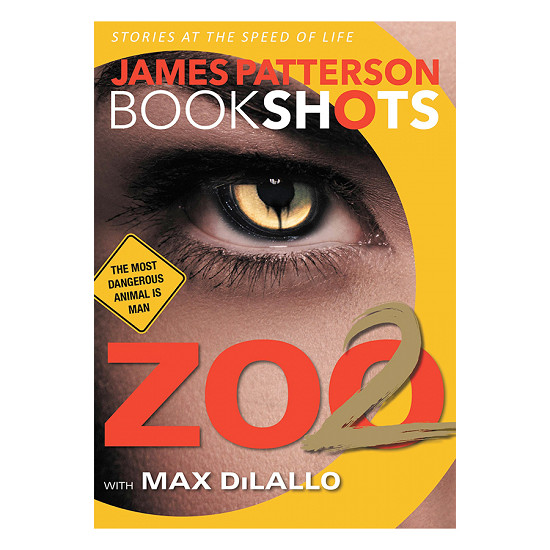 STORIES AT THE SPEED OF LIFE
JAMES PATTERSON
BOOKSHOTS
THE MOST
DANGEROUS
ANIMAL IS
MAN
ZOO 2
WITH MAX DiLALLO